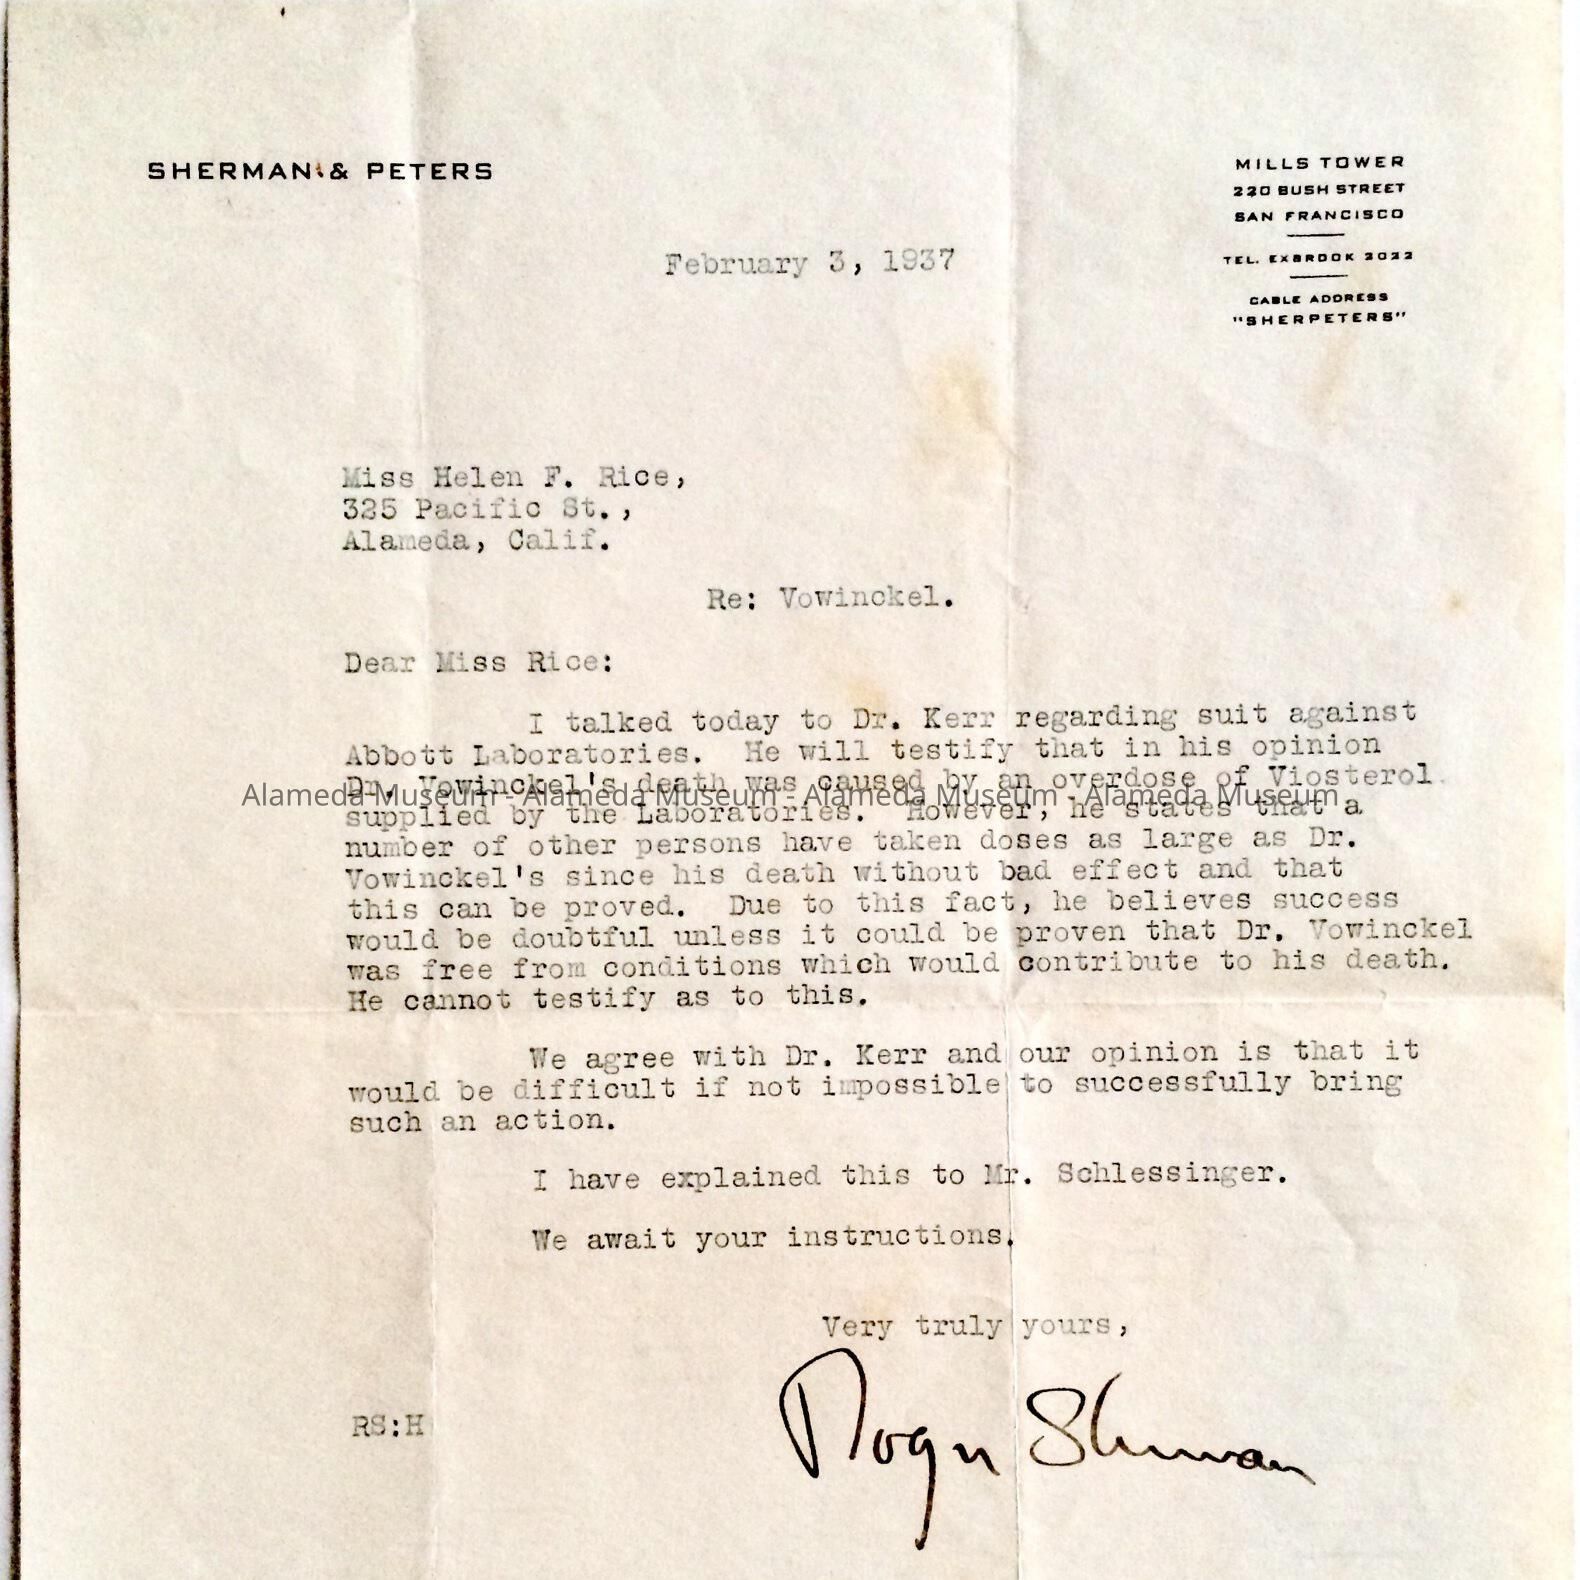 SHERMAN & PETERS
MILLS TOWER
220 BUSH STREET
SAN FRANCISCO
TEL. EXBROOK 3022
CABLE ADDRESS
"SHERPETERS"
February 3, 1937
Miss Helen F. Rice,
325 Pacific St.,
Alameda, Calif.
Re: Vowinckel.
Dear Miss Rice:
I talked today to Dr. Kerr regarding suit against
Abbott Laboratories. He will testify that in his opinion
Dr. Vowinckel's death was caused by an overdose of Viosterol
Alameda Museum - Alameda Museum - Alameda Museum - Alameda Museum
supplied by the Laboratories. However, he states that a
number of other persons have taken doses as large as Dr.
Vowinckel's since his death without bad effect and that
this can be proved. Due to this fact, he believes success
would be doubtful unless it could be proven that Dr. Vowinckel
was free from conditions which would contribute to his death.
He cannot testify as to this.
We agree with Dr. Kerr and our opinion is that it
would be difficult if not impossible to successfully bring
such an action.
I have explained this to Mr. Schlessinger.
We await your instructions.
Very truly yours,
Roger Sherman
RS:H